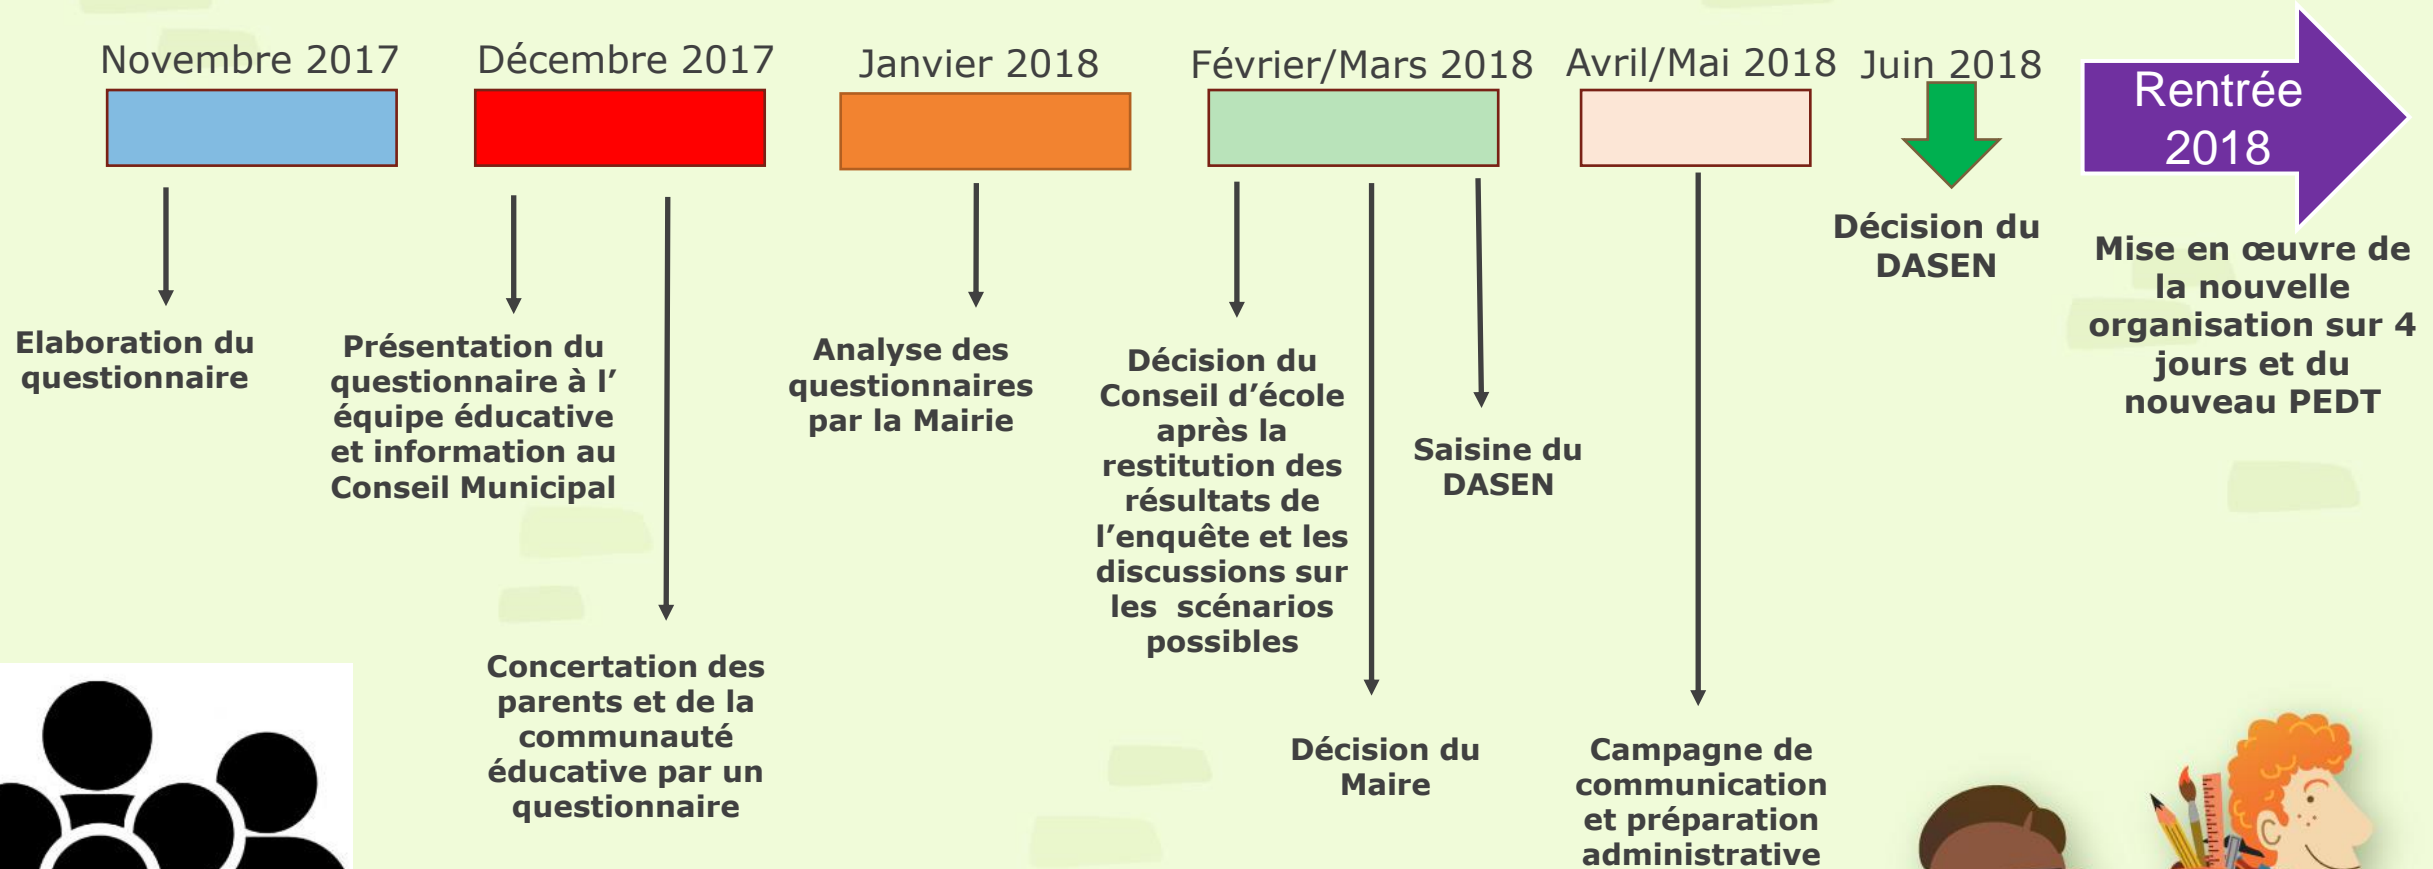 Novembre 2017
Elaboration du
questionnaire
Décembre 2017
Présentation du
questionnaire à l’
équipe éducative
et information au
Conseil Municipal
Concertation des
parents et de la
communauté
éducative par un
questionnaire
Janvier 2018
Analyse des
questionnaires
par la Mairie
Février/Mars 2018
Décision du
Conseil d’école
après la
restitution des
résultats de
l’enquête et les
discussions sur
les scénarios
possibles
Décision du
Maire
Saisine du
DASEN
Avril/Mai 2018
Campagne de
communication
et préparation
administrative
Juin 2018
Décision du
DASEN
Rentrée
2018
Mise en œuvre de
la nouvelle
organisation sur 4
jours et du
nouveau PEDT